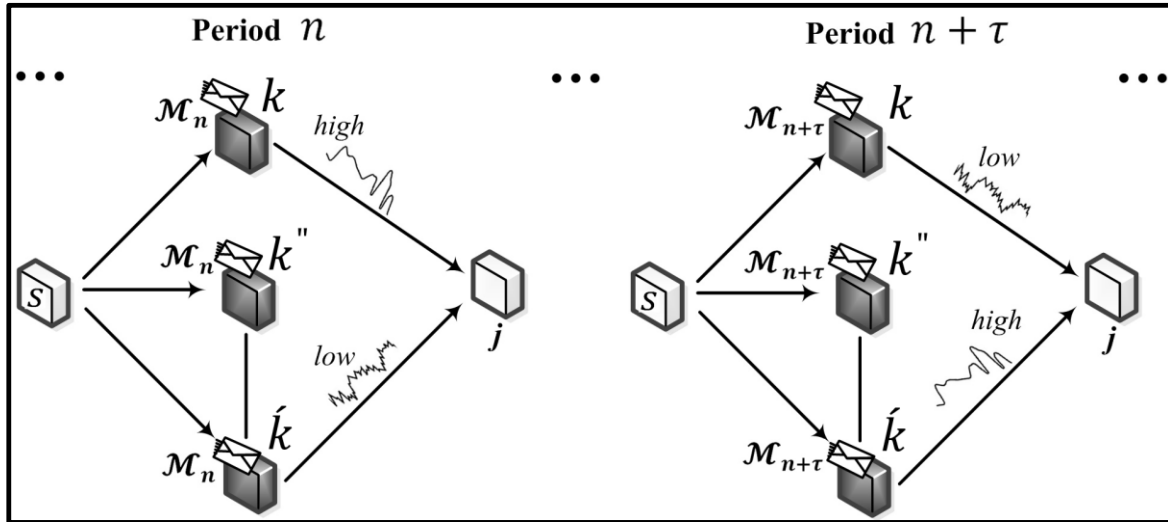 Period n
Period n + τ
... ... ...
ℳn k
high
ℳn+τ k
low
ℳn k"
ℳn+τ k"
S
j
S
j
low
high
ℳn ḱ
ℳn+τ ḱ